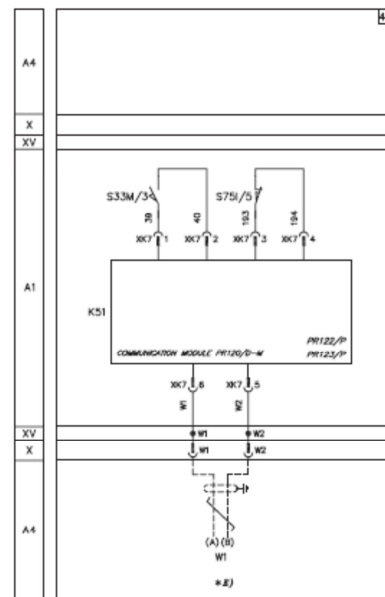 4
A4
X
XV
S33M/3
S75I/5
39
40
193
194
XK7 1
XK7 2
XK7 3
XK7 4
A1
K51
PR122/P
COMMUNICATION MODULE PR120/D-M
PR123/P
XK7 6
XK7 5
W1
W2
XV
W1
W2
X
W1
W2
A4
(A) (B)
W1
*E)